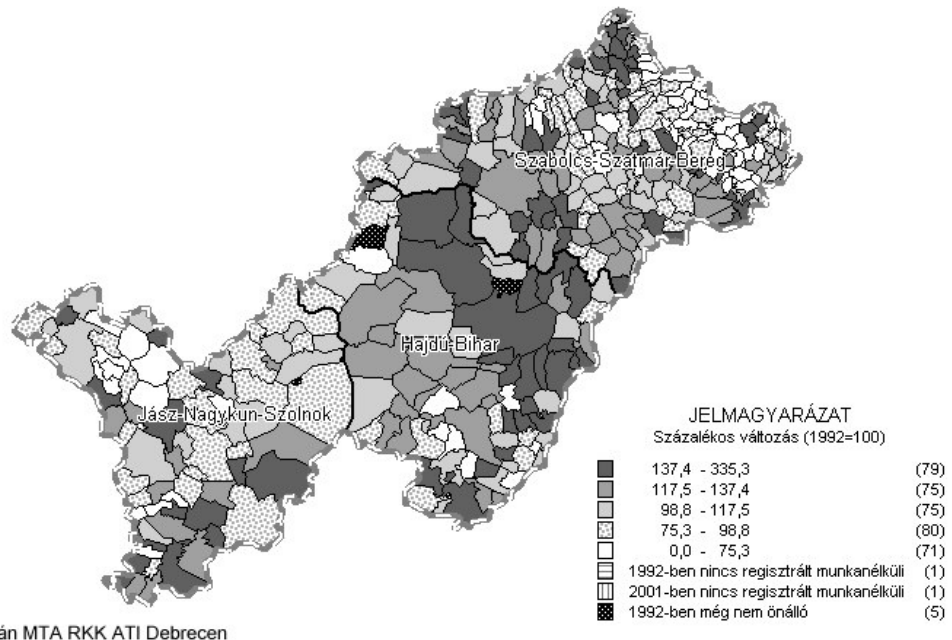 Szabolcs-Szatmár-Bereg
Hajdú-Bihar
Jász-Nagykun-Szolnok
JELMAGYARÁZAT
Százalékos változás (1992=100)
137,4 - 335,3 (79)
117,5 - 137,4 (75)
98,8 - 117,5 (75)
75,3 - 98,8 (80)
0,0 - 75,3 (71)
1992-ben nincs regisztrált munkanélküli (1)
2001-ben nincs regisztrált munkanélküli (1)
1992-ben még nem önálló (5)
án MTA RKK ATI Debrecen